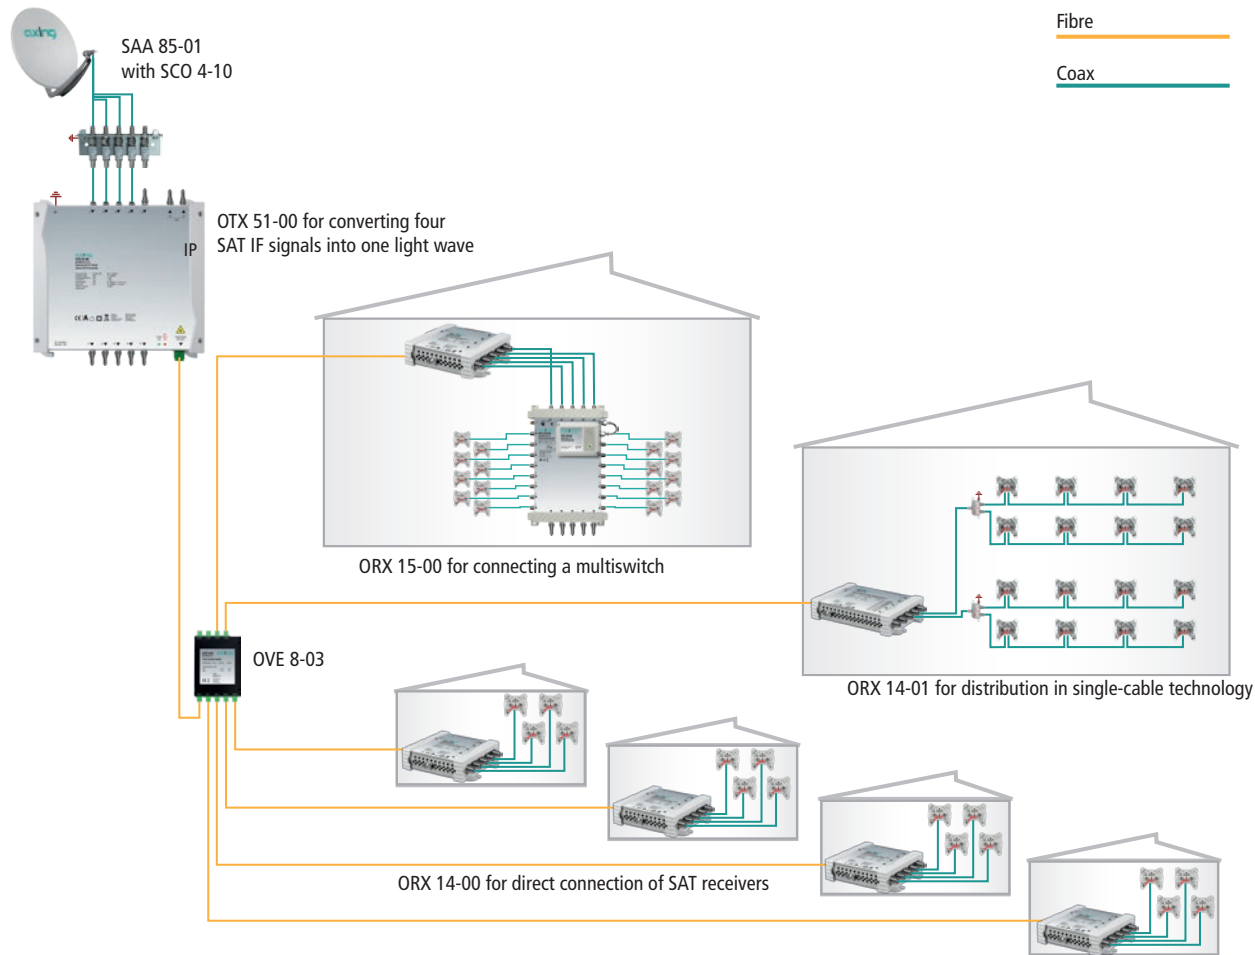 Fibre
axing
SAA 85-01
with SCO 4-10
Coax
OTX 51-00 for converting four
SAT IF signals into one light wave
IP
ORX 15-00 for connecting a multiswitch
OVE 8-03
ORX 14-01 for distribution in single-cable technology
ORX 14-00 for direct connection of SAT receivers